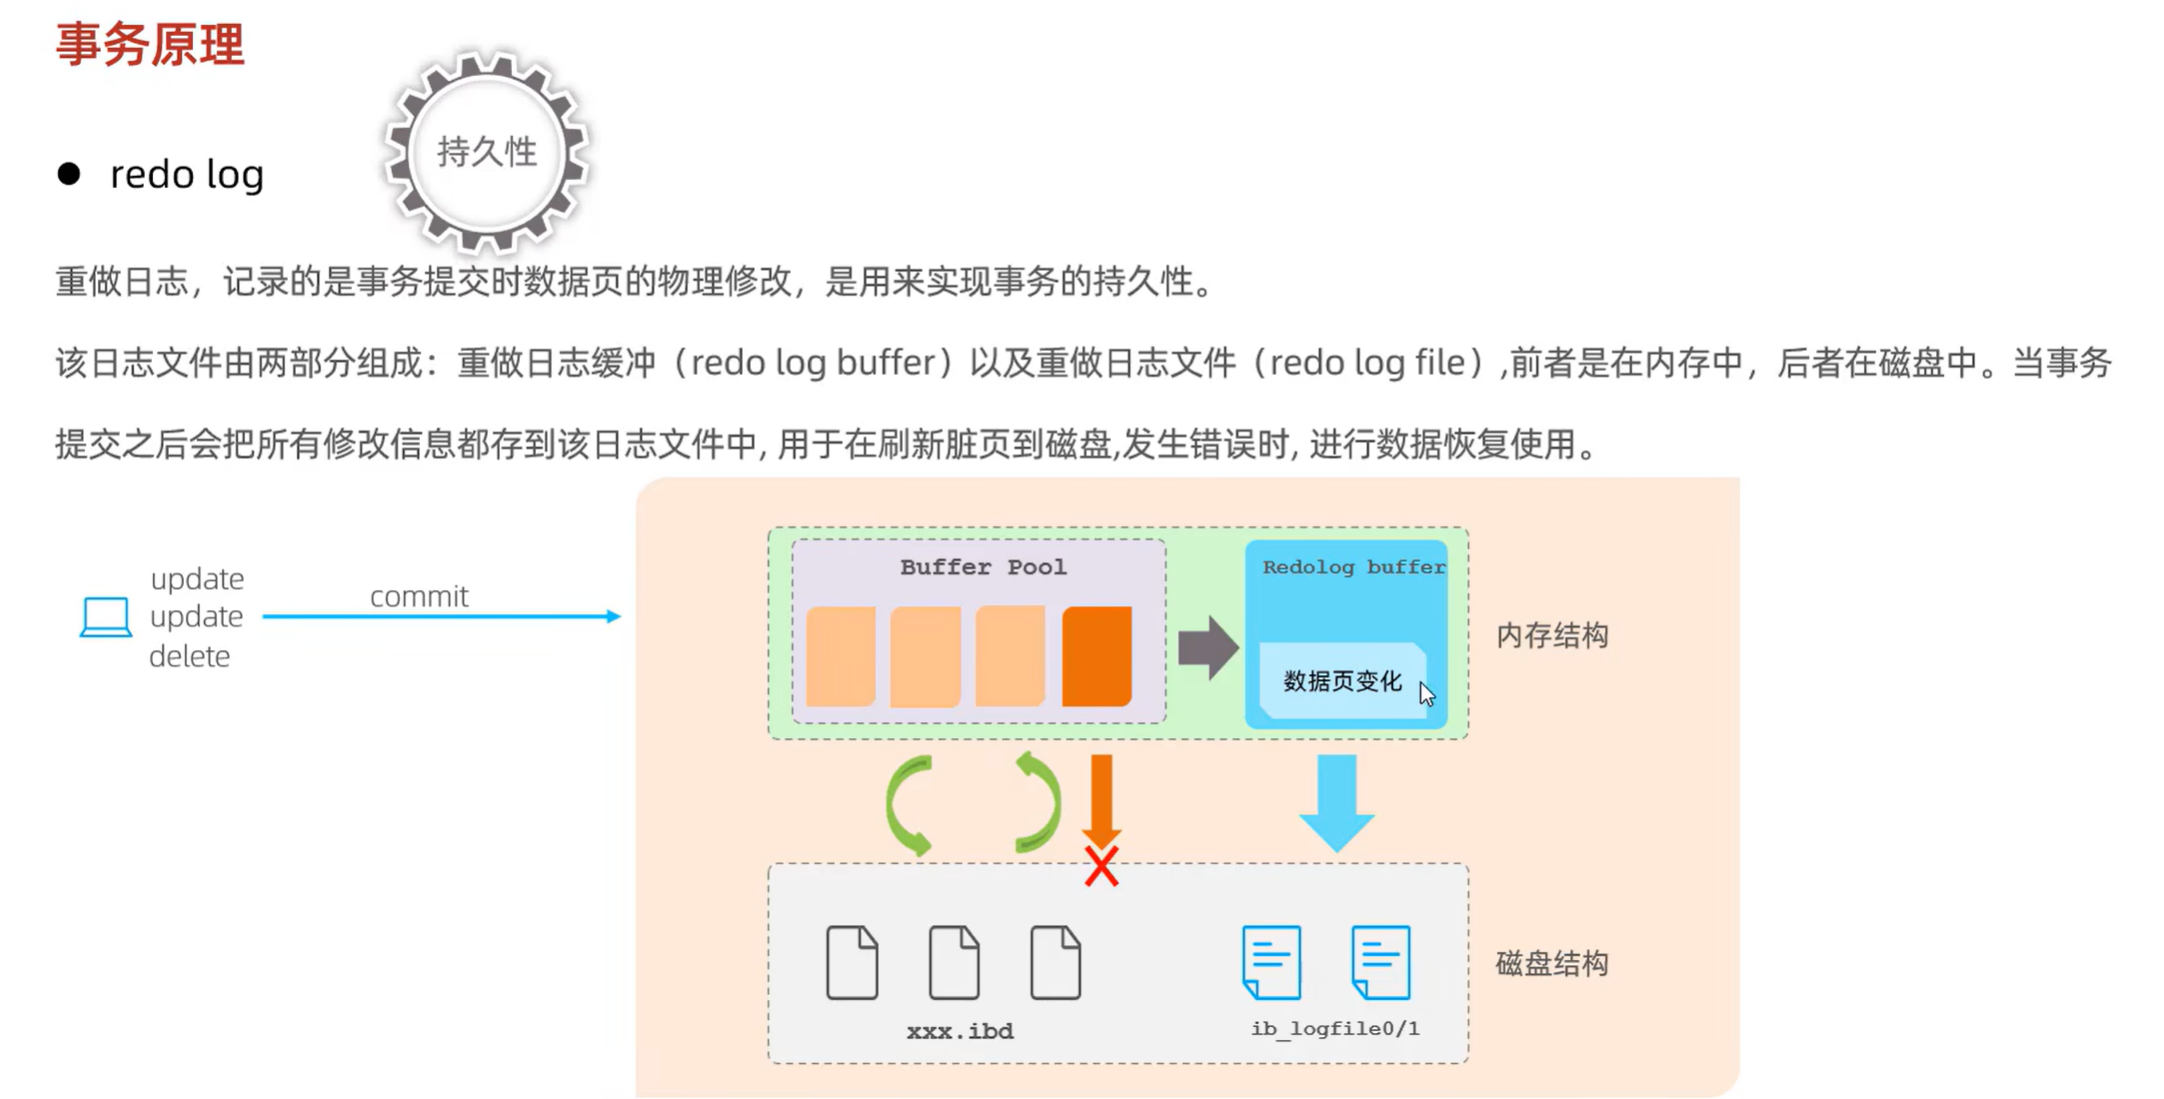 事务原理
持久性
redo log
重做日志，记录的是事务提交时数据页的物理修改，是用来实现事务的持久性。
该日志文件由两部分组成：重做日志缓冲（redo log buffer）以及重做日志文件（redo log file）,前者是在内存中，后者在磁盘中。当事务
提交之后会把所有修改信息都存到该日志文件中, 用于在刷新脏页到磁盘,发生错误时, 进行数据恢复使用。
update
update
delete
commit
Buffer Pool
Redolog buffer
数据页变化
内存结构
xxx.ibd
ib_logfile0/1
磁盘结构